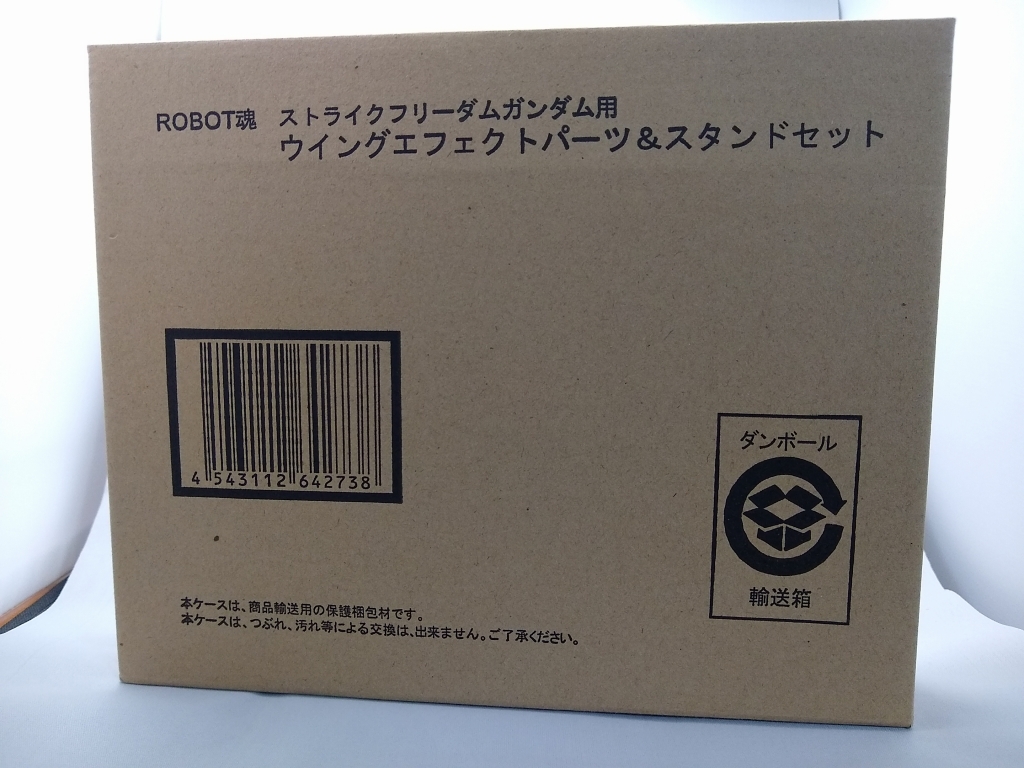 ROBOT魂 ストライクフリーダムガンダム用
ウイングエフェクトパーツ&スタンドセット
4 543112 642738
ダンボール
輸送箱
本ケースは、商品輸送用の保護梱包材です。
本ケースは、つぶれ、汚れ等による交換は、出来ません。ご了承ください。